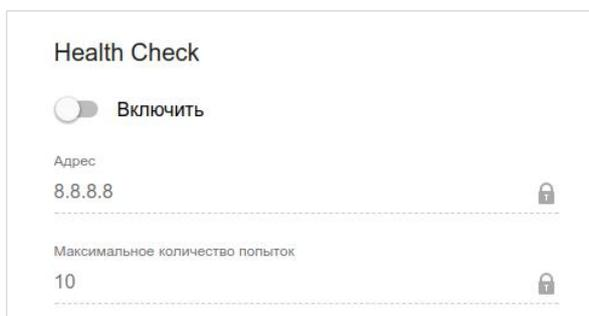 Health Check
Включить
Адрес
8.8.8.8
Максимальное количество попыток
10